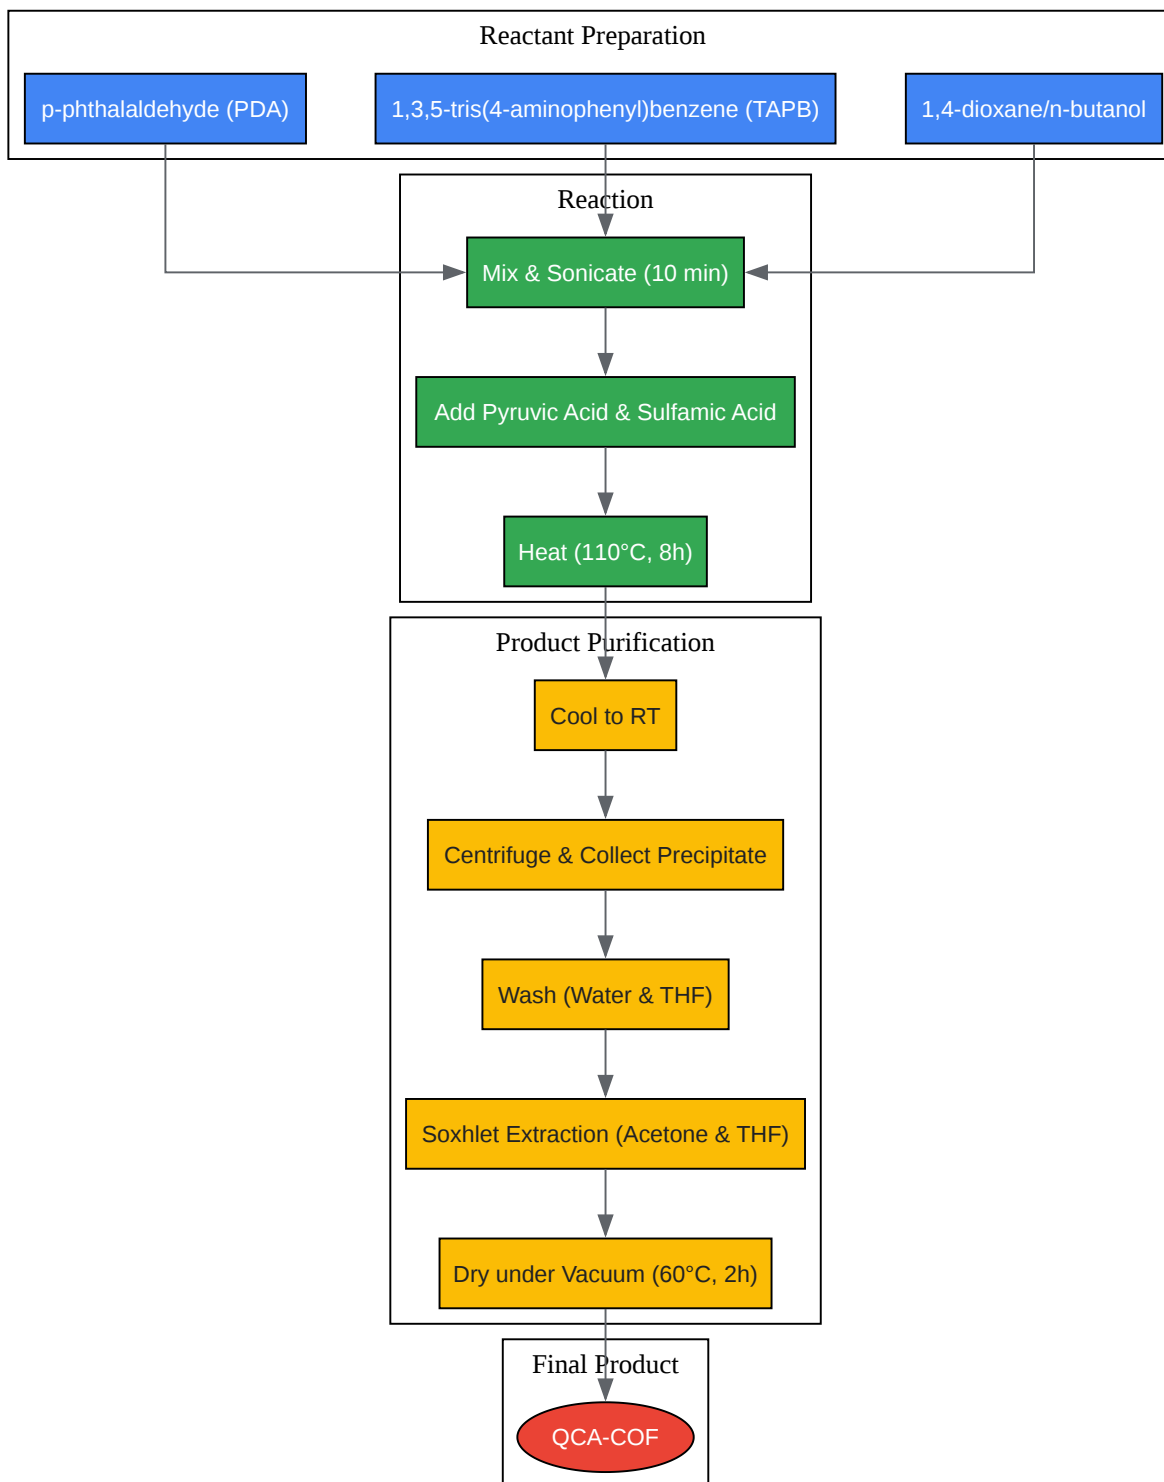 Reactant Preparation
p-phthalaldehyde (PDA)
1,3,5-tris(4-aminophenyl)benzene (TAPB)
1,4-dioxane/n-butanol
Reaction
Mix & Sonicate (10 min)
Add Pyruvic Acid & Sulfamic Acid
Heat (110°C, 8h)
Product Purification
Cool to RT
Centrifuge & Collect Precipitate
Wash (Water & THF)
Soxhlet Extraction (Acetone & THF)
Dry under Vacuum (60°C, 2h)
Final Product
QCA-COF